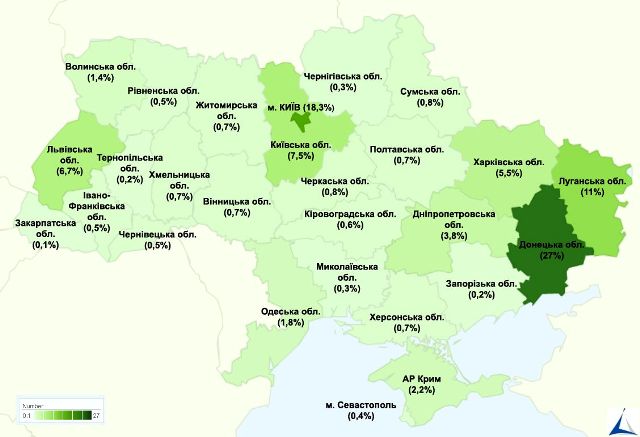 Волинська обл.
(1,4%)
Рівненська обл.
(0,5%)
Житомирська
обл.
(0,7%)
м. КИЇВ (18,3%)
Київська обл.
(7,5%)
Чернігівська обл.
(0,3%)
Сумська обл.
(0,8%)
Львівська
обл.
(6,7%)
Тернопільська
обл.
(0,2%)
Хмельницька
обл.
(0,7%)
Вінницька обл.
(0,7%)
Черкаська обл.
(0,8%)
Полтавська обл.
(0,7%)
Харківська обл.
(5,5%)
Луганська обл.
(11%)
Закарпатська
обл.
(0,1%)
Івано-
Франківська
обл.
(0,5%)
Чернівецька обл.
(0,5%)
Кіровоградська обл.
(0,6%)
Дніпропетровська
обл.
(3,8%)
Донецька обл.
(27%)
Миколаївська
обл.
(0,3%)
Запорізька обл.
(0,2%)
Одеська обл.
(1,8%)
Херсонська обл.
(0,7%)
АР Крим
(2,2%)
м. Севастополь
(0,4%)
Number
0.1 27